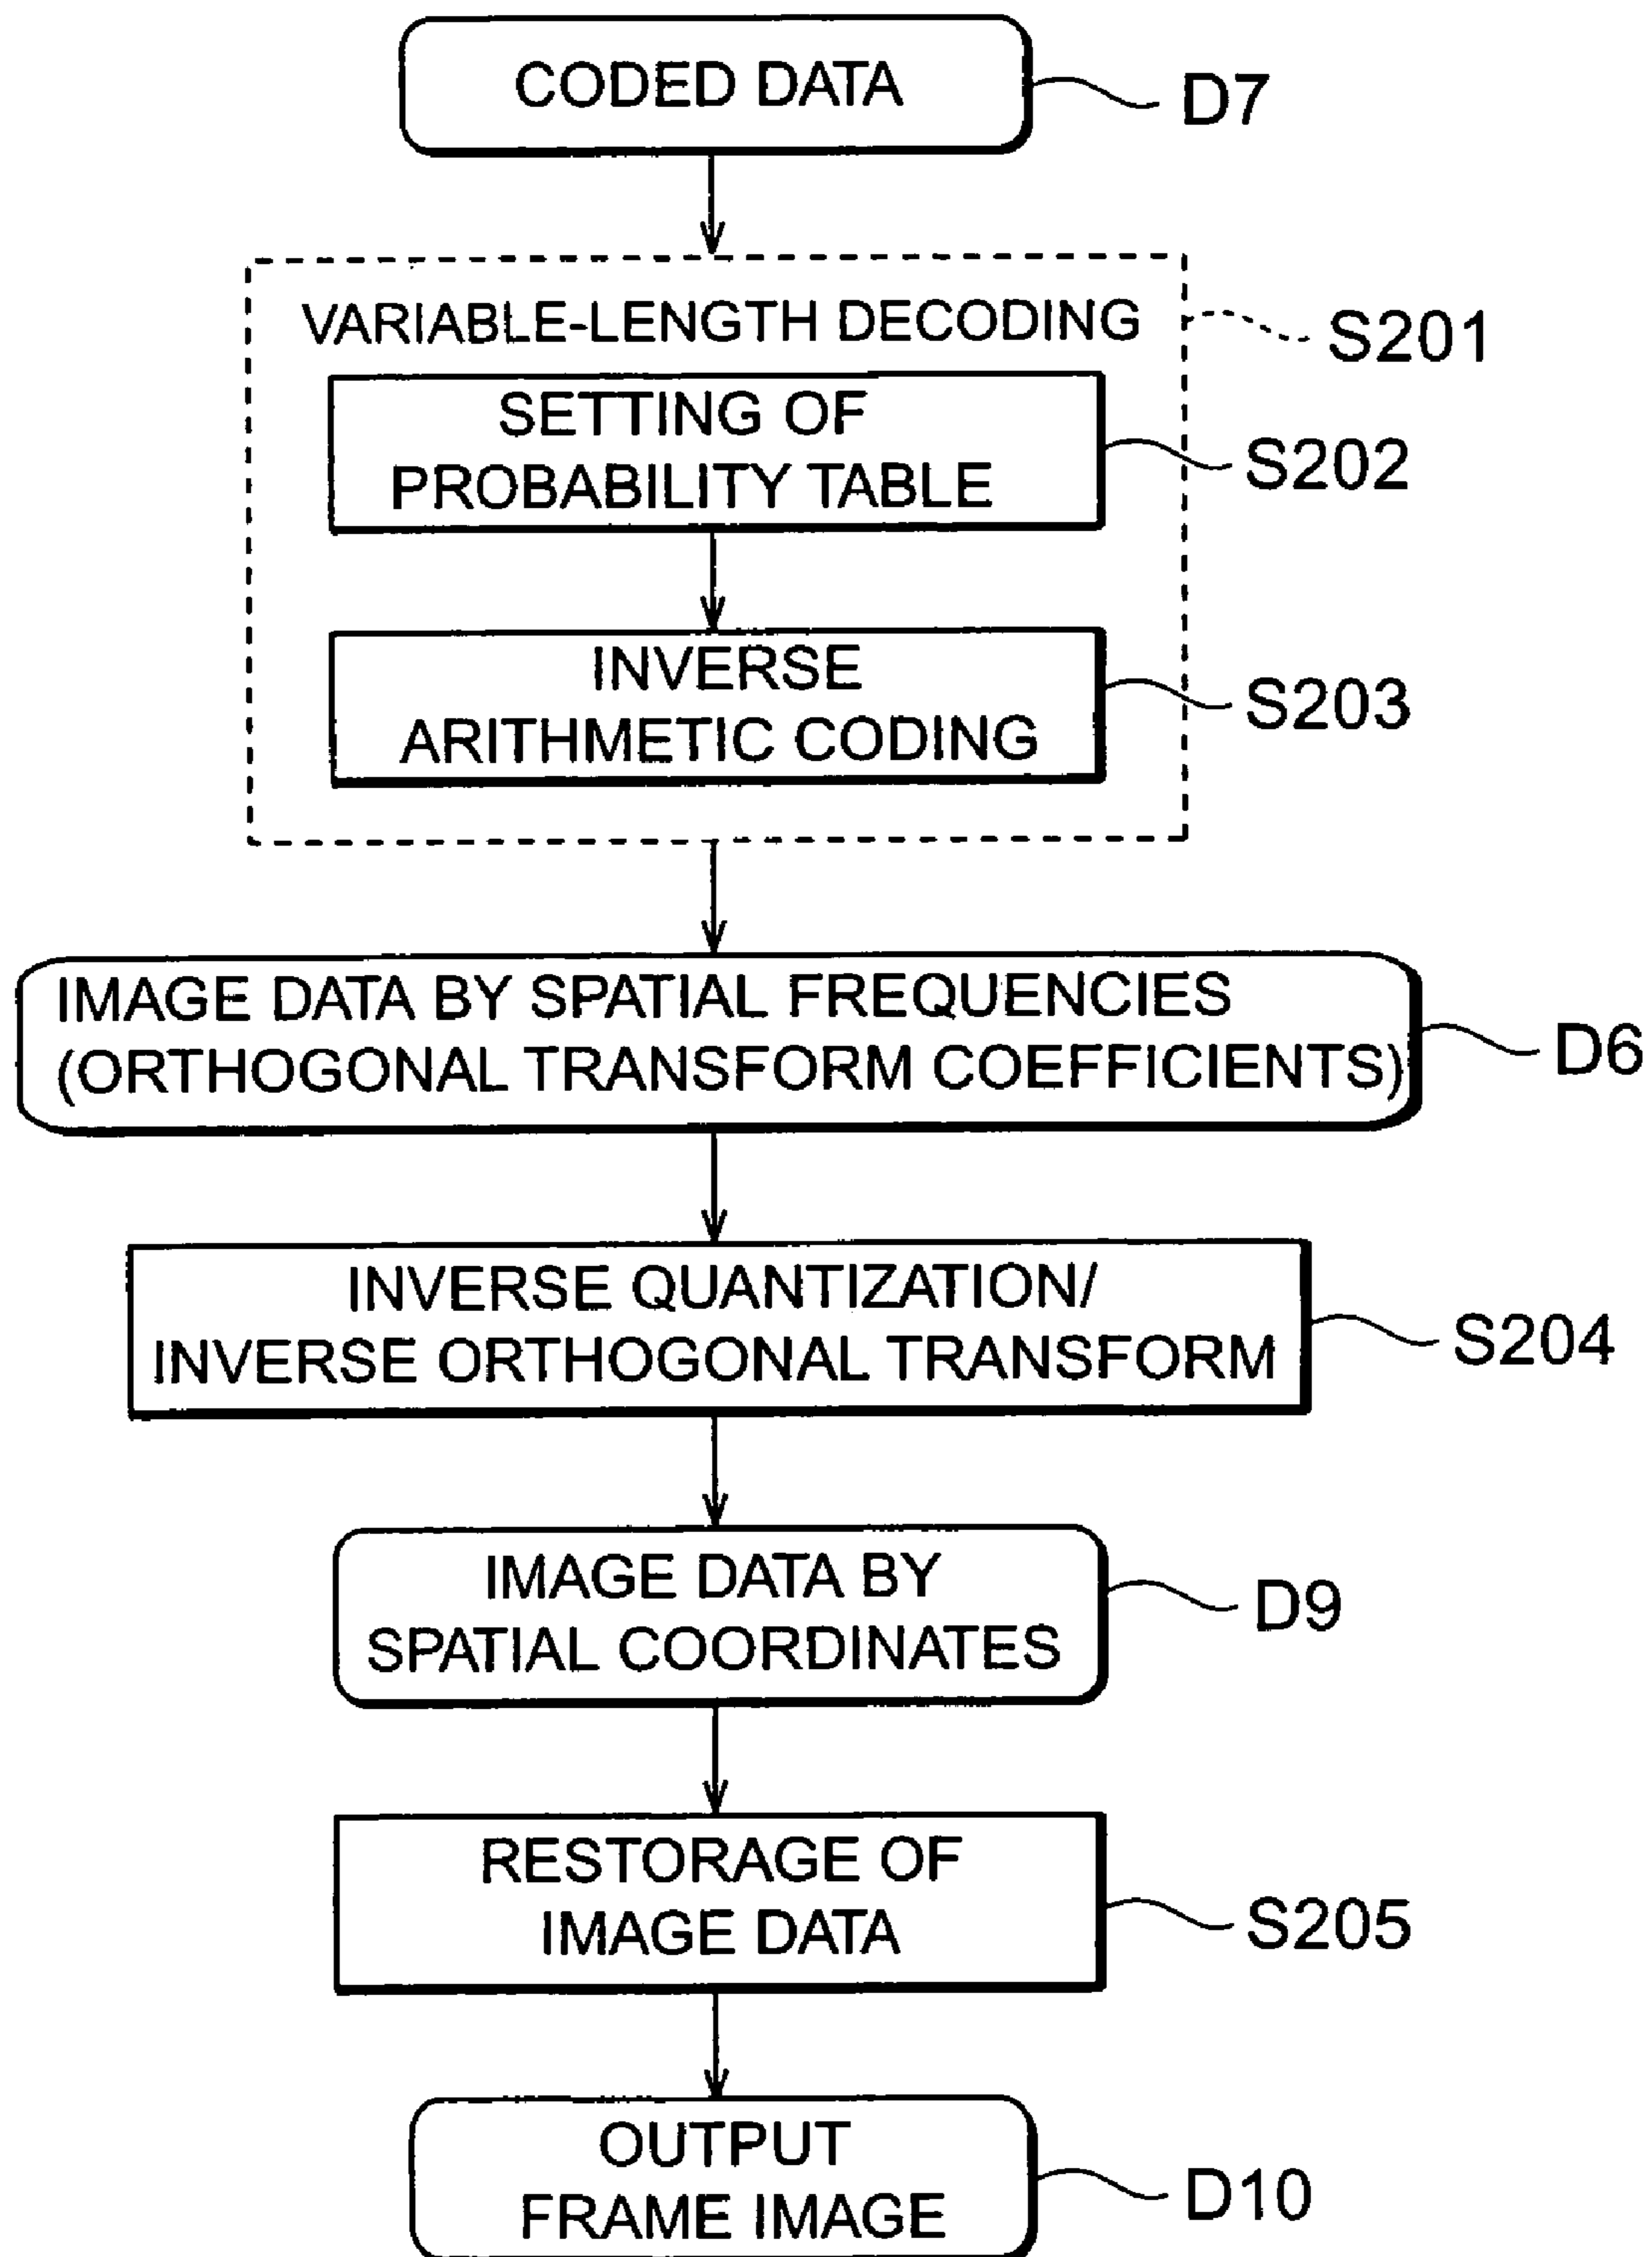 CODED DATA
D7
VARIABLE-LENGTH DECODING
S201
SETTING OF
PROBABILITY TABLE
S202
INVERSE
ARITHMETIC CODING
S203
IMAGE DATA BY SPATIAL FREQUENCIES
(ORTHOGONAL TRANSFORM COEFFICIENTS)
D6
INVERSE QUANTIZATION/
INVERSE ORTHOGONAL TRANSFORM
S204
IMAGE DATA BY
SPATIAL COORDINATES
D9
RESTORAGE OF
IMAGE DATA
S205
OUTPUT
FRAME IMAGE
D10